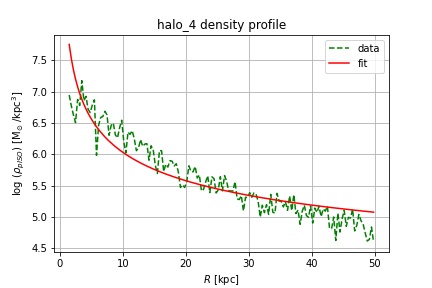 halo_4 density profile
data
fit
log (ρ_pISO) [M⊙ /kpc³]
7.5
7.0
6.5
6.0
5.5
5.0
4.5
0 10 20 30 40 50
R [kpc]